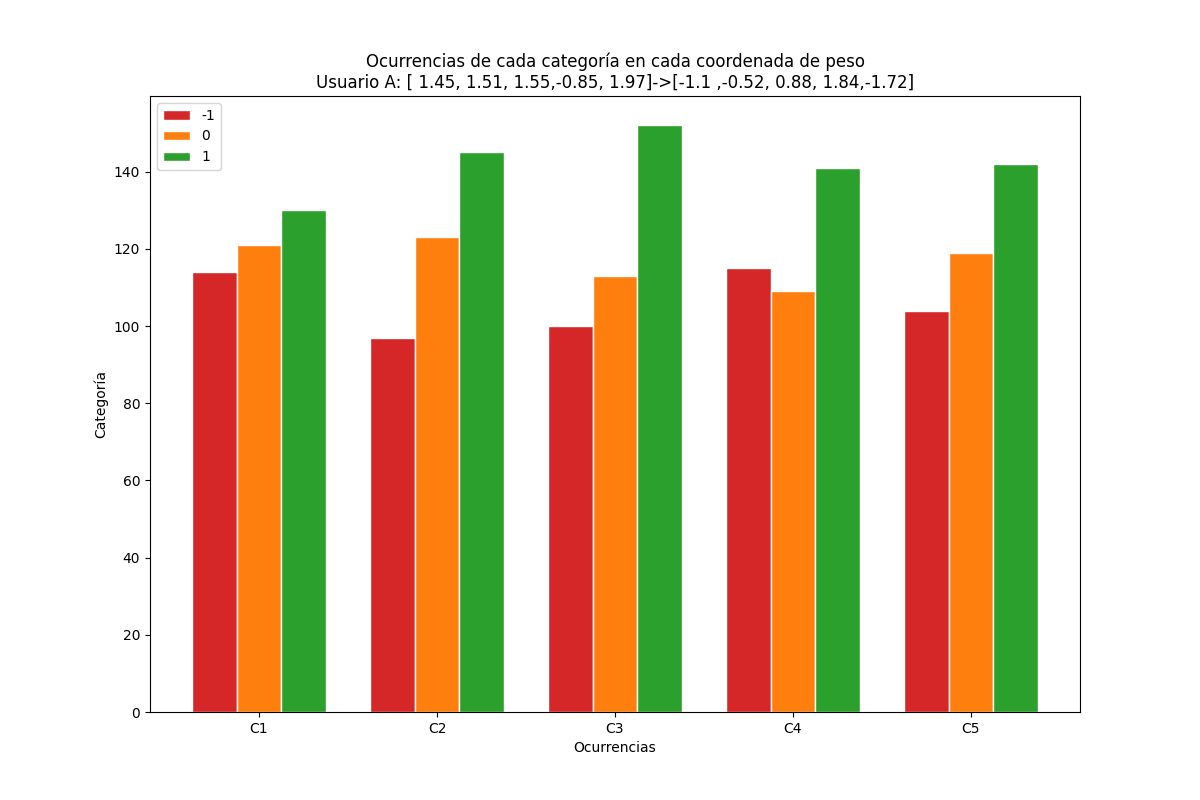 Ocurrencias de cada categoría en cada coordenada de peso
Usuario A: [ 1.45, 1.51, 1.55,-0.85, 1.97]->[-1.1 ,-0.52, 0.88, 1.84,-1.72]
-1
0
1
140
120
100
80
60
40
20
0
Categoría
C1 C2 C3 C4 C5
Ocurrencias